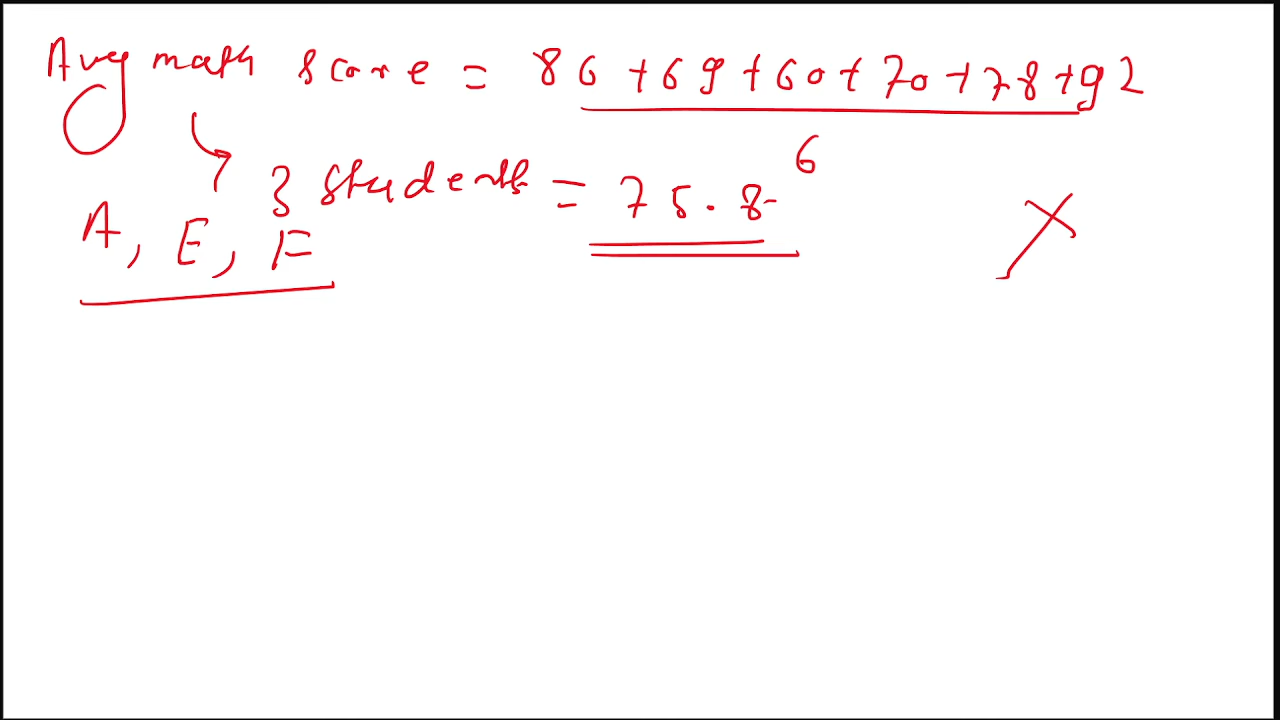 Avg math score = 86 + 69 + 60 + 70 + 78 + 92
6
3 students = 75.8
A, E, F